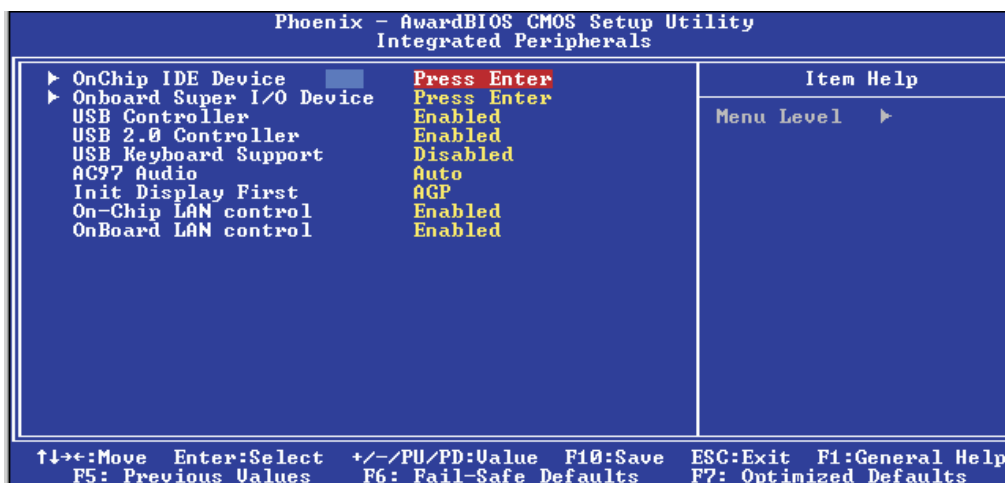 Phoenix - AwardBIOS CMOS Setup Utility
Integrated Peripherals
OnChip IDE Device Press Enter
Onboard Super I/O Device Press Enter
USB Controller Enabled
USB 2.0 Controller Enabled
USB Keyboard Support Disabled
AC97 Audio Auto
Init Display First AGP
On-Chip LAN control Enabled
OnBoard LAN control Enabled
Item Help
Menu Level
↑↓→←:Move Enter:Select +/-/PU/PD:Value F10:Save ESC:Exit F1:General Help
F5: Previous Values F6: Fail-Safe Defaults F7: Optimized Defaults